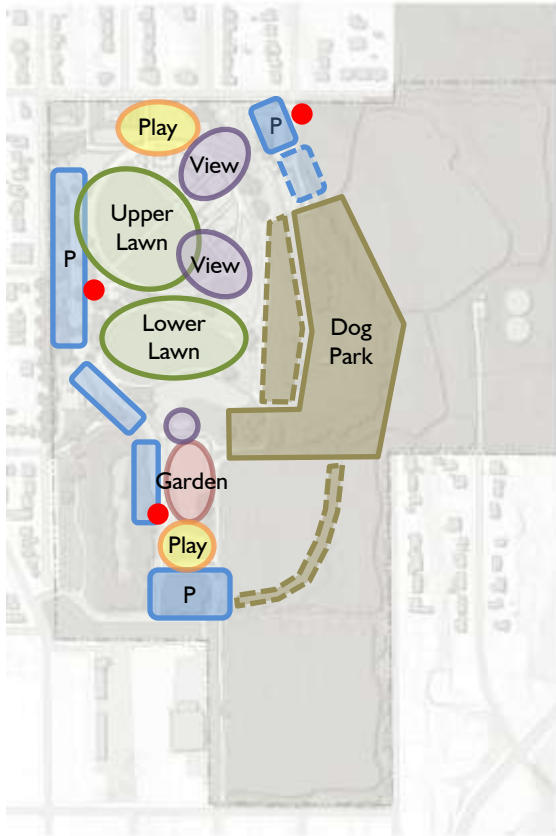 Play
P
View
Upper
Lawn
P
View
Lower
Lawn
Dog
Park
Garden
Play
P